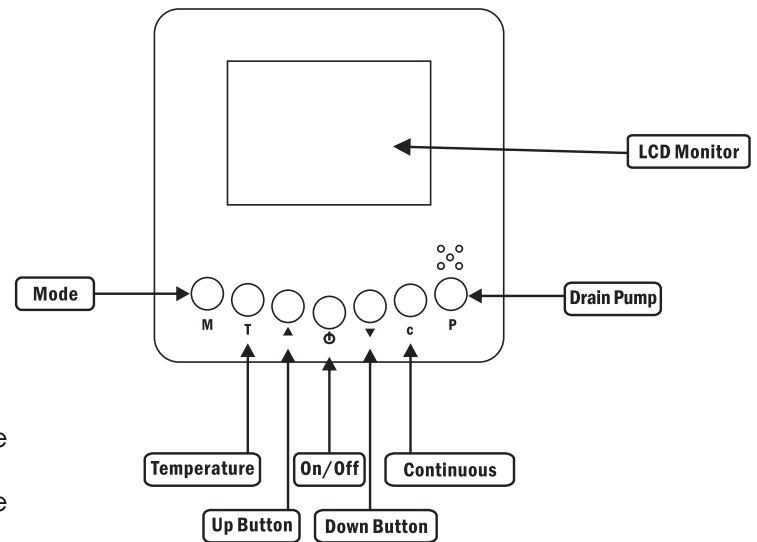 LCD Monitor
Mode
Drain Pump
M
T
▲
▼
c
P
e
Temperature
On/Off
Continuous
e
Up Button
Down Button